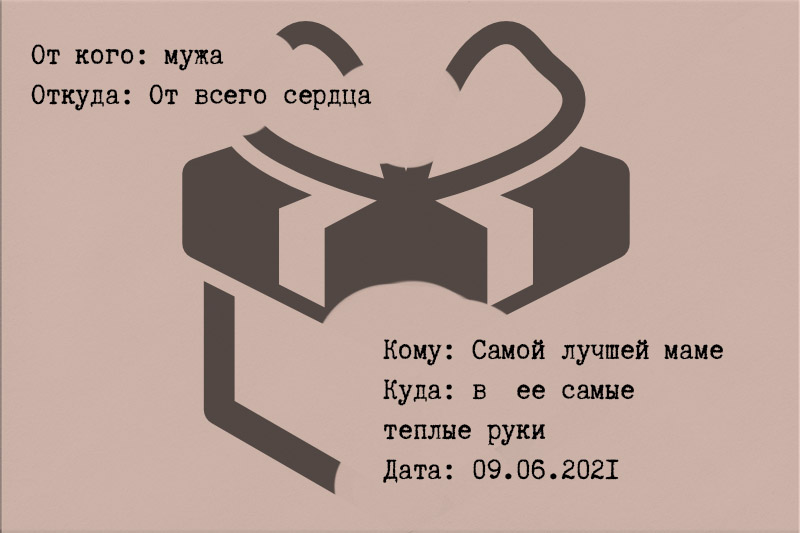 От кого: мужа
Откуда: От всего сердца
Кому: Самой лучшей маме
Куда: в  ее самые
теплые руки
Дата: 09.06.2021